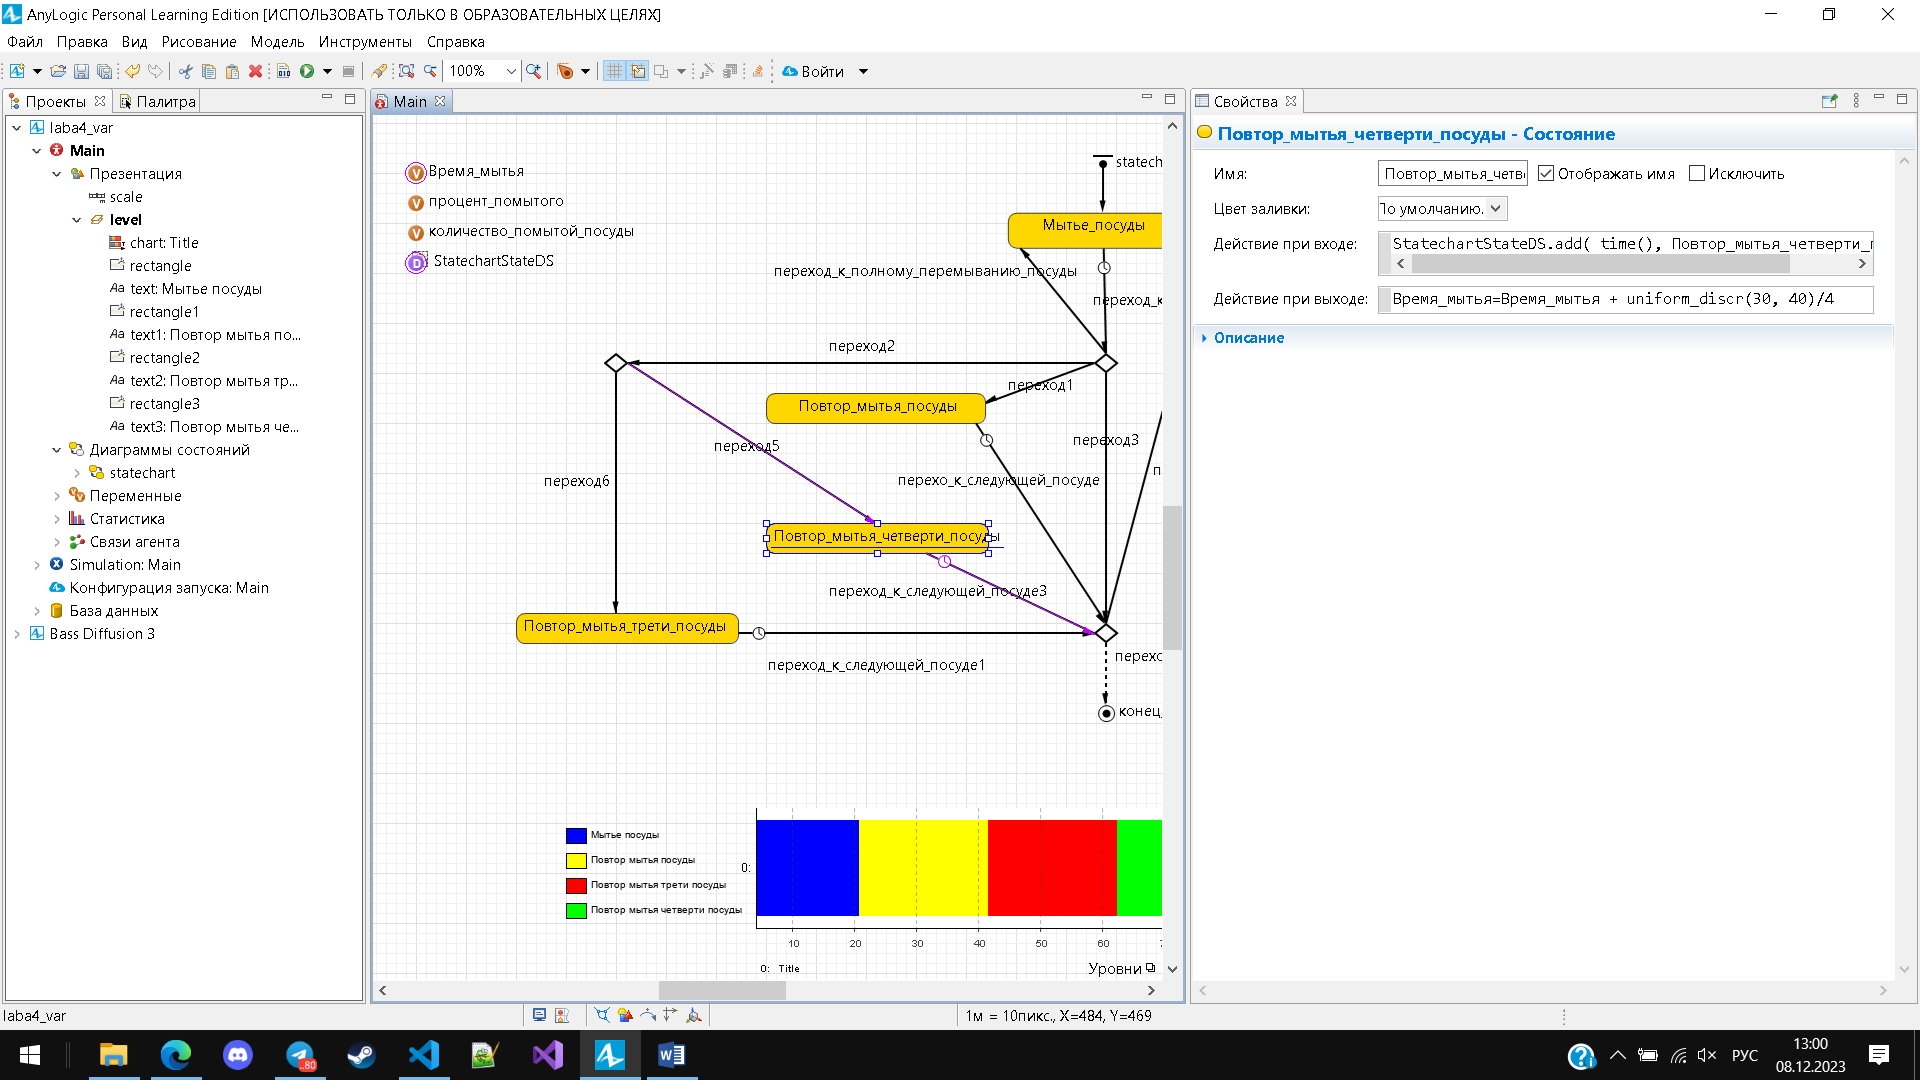 AnyLogic Personal Learning Edition [ИСПОЛЬЗОВАТЬ ТОЛЬКО В ОБРАЗОВАТЕЛЬНЫХ ЦЕЛЯХ]
Файл Правка Вид Рисование Модель Инструменты Справка
100% Войти
Проекты Палитра
laba4_var
Main
Презентация
scale
level
chart: Title
rectangle
text: Мытье посуды
rectangle1
text1: Повтор мытья по...
rectangle2
text2: Повтор мытья тр...
rectangle3
text3: Повтор мытья че...
Диаграммы состояний
statechart
Переменные
Статистика
Связи агента
Simulation: Main
Конфигурация запуска: Main
База данных
Bass Diffusion 3
Main
V Время_мытья
V процент_помытого
V количество_помытой_посуды
D StatechartStateDS
statech
Мытье_посуды
переход_к_полному_перемыванию_посуды
переход_к
переход2
переход1
Повтор_мытья_посуды
переход5
переход3
п
переход6
перехо_к_следующей_посуде
Повтор_мытья_четверти_посуды
переход_к_следующей_посуде3
Повтор_мытья_трети_посуды
переход_к_следующей_посуде1
перехо
конец_
Мытье посуды
Повтор мытья посуды
Повтор мытья трети посуды
Повтор мытья четверти посуды
0:
10 20 30 40 50 60 7
0: Title
Уровни
Свойства
Повтор_мытья_четверти_посуды - Состояние
Имя: Повтор_мытья_четв Отображать имя Исключить
Цвет заливки: По умолчанию.
Действие при входе: StatechartStateDS.add( time(), Повтор_мытья_четверти_п
Действие при выходе: Время_мытья=Время_мытья + uniform_discr(30, 40)/4
Описание
laba4_var
1м = 10пикс., X=484, Y=469
80
РУС
13:00
08.12.2023